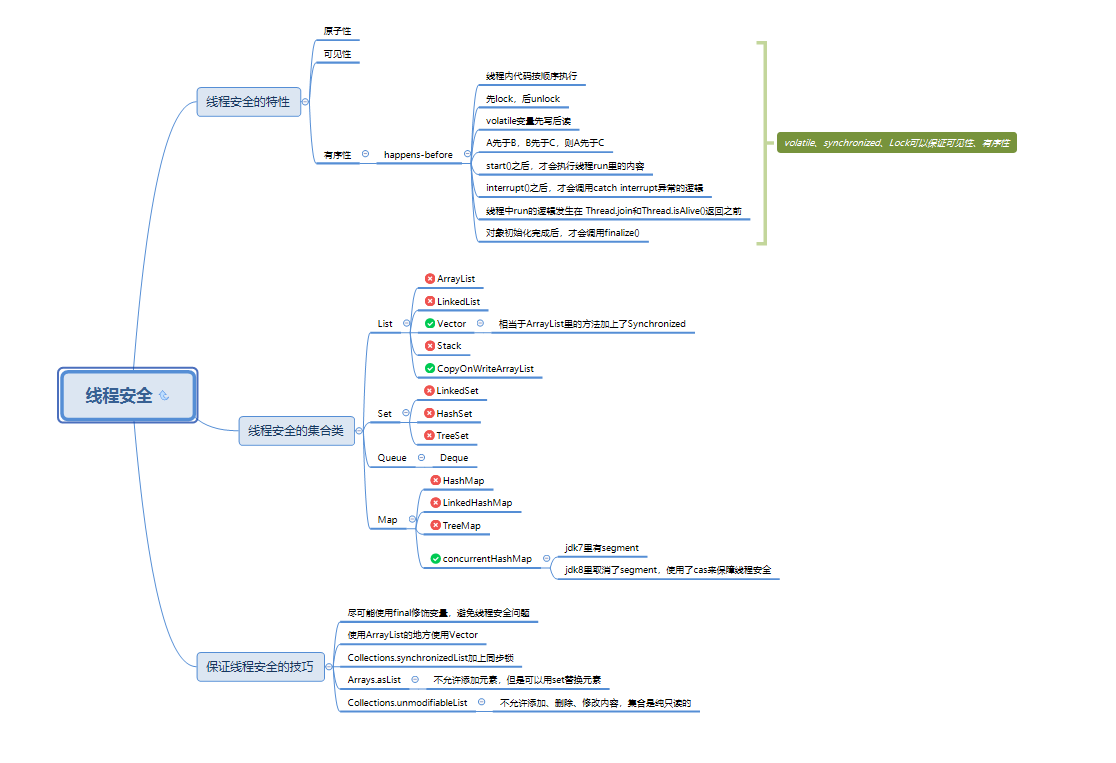 线程安全
线程安全的特性
原子性
可见性
有序性
happens-before
线程内代码按顺序执行
先lock，后unlock
volatile变量先写后读
A先于B，B先于C，则A先于C
start()之后，才会执行线程run里的内容
interrupt()之后，才会调用catch interrupt异常的逻辑
线程中run的逻辑发生在 Thread.join和Thread.isAlive()返回之前
对象初始化完成后，才会调用finalize()
volatile、synchronized、Lock可以保证可见性、有序性
线程安全的集合类
List
ArrayList
LinkedList
Vector
相当于ArrayList里的方法加上了Synchronized
Stack
CopyOnWriteArrayList
Set
LinkedSet
HashSet
TreeSet
Queue
Deque
Map
HashMap
LinkedHashMap
TreeMap
concurrentHashMap
jdk7里有segment
jdk8里取消了segment，使用了cas来保障线程安全
保证线程安全的技巧
尽可能使用final修饰变量，避免线程安全问题
使用ArrayList的地方使用Vector
Collections.synchronizedList加上同步锁
Arrays.asList
不允许添加元素，但是可以用set替换元素
Collections.unmodifiableList
不允许添加、删除、修改内容，集合是纯只读的